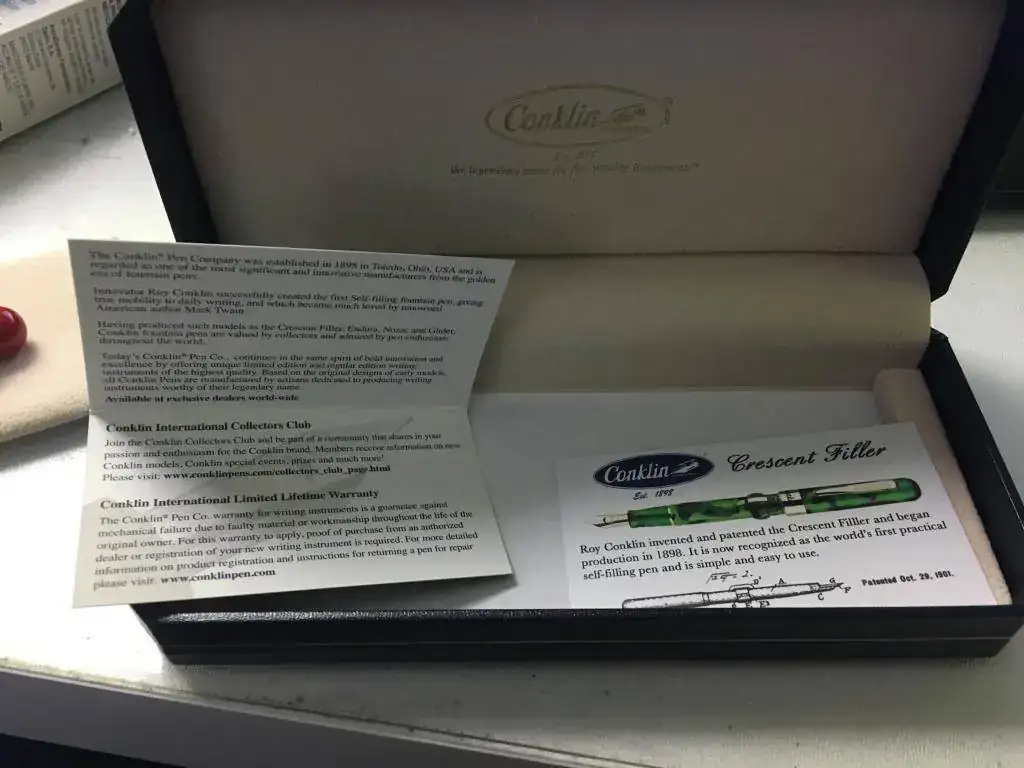 Conklin
Est. 1898
the legendary name for fine writing instruments
The Conklin® Pen Company was established in 1898 in Toledo, Ohio, USA and is
regarded as one of the most significant and innovative manufacturers from the golden
era of fountain pens.
Innovator Roy Conklin successfully created the first Self-filling fountain pen, giving
true mobility to daily writing, and which became much loved by renowned
American author Mark Twain
Having produced such models as the Crescent Filler, Endura, Nozac and Glider,
Conklin fountain pens are valued by collectors and admired by pen enthusiasts
throughout the world.
Today's Conklin® Pen Co., continues in the same spirit of bold innovation and
excellence by offering unique limited edition and regular edition writing
instruments of the highest quality. Based on the original designs of early models,
all Conklin Pens are manufactured by artisans dedicated to producing writing
instruments worthy of their legendary name
Available at exclusive dealers world-wide
Conklin International Collectors Club
Join the Conklin Collectors Club and be part of a community that shares in your
passion and enthusiasm for the Conklin brand. Members receive information on new
Conklin models, Conklin special events, prizes and much more!
Please visit: www.conklinpens.com/collectors_club_page.html
Conklin International Limited Lifetime Warranty
The Conklin® Pen Co. warranty for writing instruments is a guarantee against
mechanical failure due to faulty material or workmanship throughout the life of the
original owner. For this warranty to apply, proof of purchase from an authorized
dealer or registration of your new writing instrument is required. For more detailed
information on product registration and instructions for returning a pen for repair
please visit: www.conklinpen.com
Conklin
Est. 1898
Crescent Filler
Roy Conklin invented and patented the Crescent Filller and began
production in 1898. It is now recognized as the world's first practical
self-filling pen and is simple and easy to use.
Patented Oct. 29, 1901.
D' A G
F
C
E E